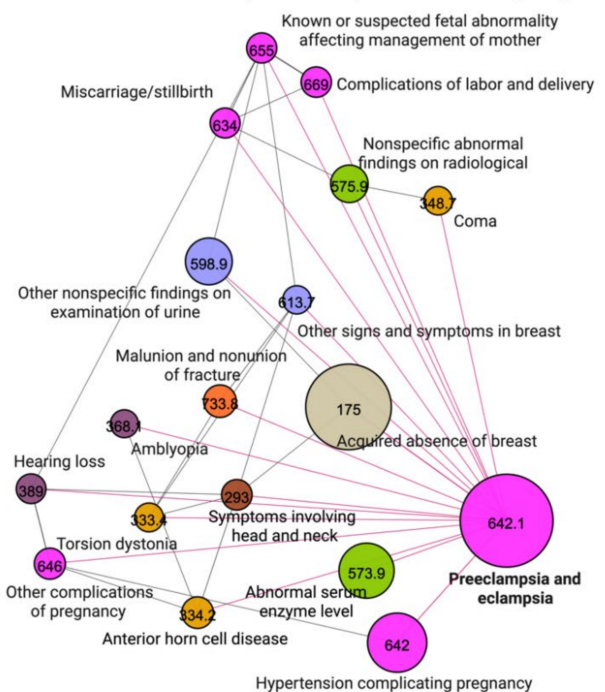 Known or suspected fetal abnormality
affecting management of mother
655
669
Complications of labor and delivery
Miscarriage/stillbirth
634
Nonspecific abnormal
findings on radiological
575.9
348.7
Coma
598.9
Other nonspecific findings on
examination of urine
613.7
Other signs and symptoms in breast
Malunion and nonunion
of fracture
733.8
175
Acquired absence of breast
368.1
Amblyopia
Hearing loss
389
293
Symptoms involving
head and neck
333.4
Torsion dystonia
642.1
Preeclampsia and
eclampsia
646
Other complications
of pregnancy
573.9
Abnormal serum
enzyme level
334.2
Anterior horn cell disease
642
Hypertension complicating pregnancy